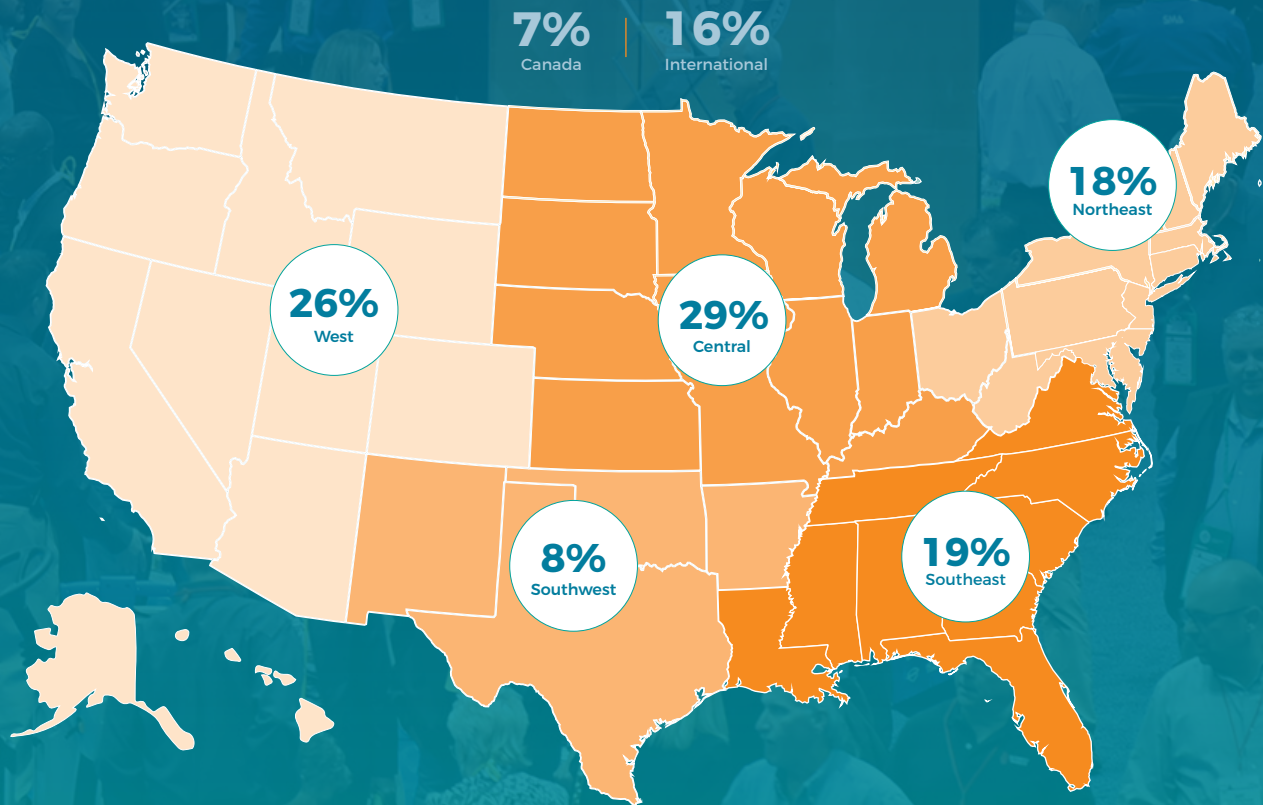 7% 16%
Canada International
18%
Northeast
26%
West
29%
Central
8%
Southwest
19%
Southeast